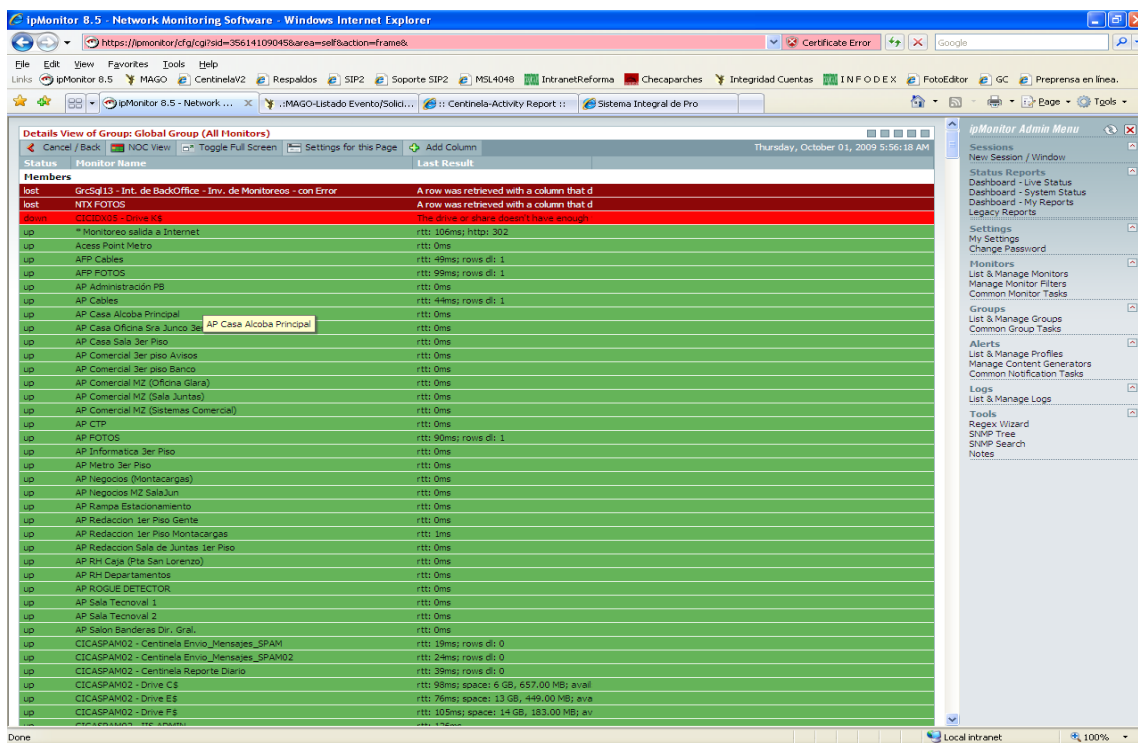 ipMonitor 8.5 - Network Monitoring Software - Windows Internet Explorer
https://ipmonitor/cfg/cgi?sid=35614109045&area=self&action=frame&
Certificate Error
Google
File Edit View Favorites Tools Help
Links ipMonitor 8.5 MAGO CentinelaV2 Respaldos SIP2 Soporte SIP2 MSL4048 IntranetReforma Checaparches Integridad Cuentas I N F O D E X FotoEditor GC Preprensa en línea.
ipMonitor 8.5 - Network ... X .:MAGO-Listado Evento/Solici... :: Centinela-Activity Report :: Sistema Integral de Pro
Page Tools
Details View of Group: Global Group (All Monitors)
Cancel / Back NOC View Toggle Full Screen Settings for this Page Add Column Thursday, October 01, 2009 5:56:18 AM
Status Monitor Name Last Result
Members
lost GrcSql13 - Int. de BackOffice - Inv. de Monitoreos - con Error A row was retrieved with a column that d
lost NTX FOTOS A row was retrieved with a column that d
down CICIDX05 - Drive K$ The drive or share doesn't have enough
up * Monitoreo salida a Internet rtt: 106ms; http: 302
up Acess Point Metro rtt: 0ms
up AFP Cables rtt: 49ms; rows dl: 1
up AFP FOTOS rtt: 99ms; rows dl: 1
up AP Administración PB rtt: 0ms
up AP Cables rtt: 44ms; rows dl: 1
up AP Casa Alcoba Principal rtt: 0ms
up AP Casa Oficina Sra Junco 3er rtt: 0ms
AP Casa Alcoba Principal
up AP Casa Sala 3er Piso rtt: 0ms
up AP Comercial 3er piso Avisos rtt: 0ms
up AP Comercial 3er piso Banco rtt: 0ms
up AP Comercial MZ (Oficina Glara) rtt: 0ms
up AP Comercial MZ (Sala Juntas) rtt: 0ms
up AP Comercial MZ (Sistemas Comercial) rtt: 0ms
up AP CTP rtt: 0ms
up AP FOTOS rtt: 90ms; rows dl: 1
up AP Informatica 3er Piso rtt: 0ms
up AP Metro 3er Piso rtt: 0ms
up AP Negocios (Montacargas) rtt: 0ms
up AP Negocios MZ SalaJun rtt: 0ms
up AP Rampa Estacionamiento rtt: 0ms
up AP Redaccion 1er Piso Gente rtt: 0ms
up AP Redaccion 1er Piso Montacargas rtt: 1ms
up AP Redaccion Sala de Juntas 1er Piso rtt: 0ms
up AP RH Caja (Pta San Lorenzo) rtt: 0ms
up AP RH Departamentos rtt: 0ms
up AP ROGUE DETECTOR rtt: 0ms
up AP Sala Tecnoval 1 rtt: 0ms
up AP Sala Tecnoval 2 rtt: 0ms
up AP Salon Banderas Dir. Gral. rtt: 0ms
up CICASPAM02 - Centinela Envio_Mensajes_SPAM rtt: 19ms; rows dl: 0
up CICASPAM02 - Centinela Envio_Mensajes_SPAM02 rtt: 24ms; rows dl: 0
up CICASPAM02 - Centinela Reporte Diario rtt: 39ms; rows dl: 0
up CICASPAM02 - Drive C$ rtt: 98ms; space: 6 GB, 657.00 MB; avail
up CICASPAM02 - Drive E$ rtt: 76ms; space: 13 GB, 449.00 MB; ava
up CICASPAM02 - Drive F$ rtt: 105ms; space: 14 GB, 183.00 MB; av
ipMonitor Admin Menu
Sessions
New Session / Window
Status Reports
Dashboard - Live Status
Dashboard - System Status
Dashboard - My Reports
Legacy Reports
Settings
My Settings
Change Password
Monitors
List & Manage Monitors
Manage Monitor Filters
Common Monitor Tasks
Groups
List & Manage Groups
Common Group Tasks
Alerts
List & Manage Profiles
Manage Content Generators
Common Notification Tasks
Logs
List & Manage Logs
Tools
Regex Wizard
SNMP Tree
SNMP Search
Notes
Done Local intranet 100%